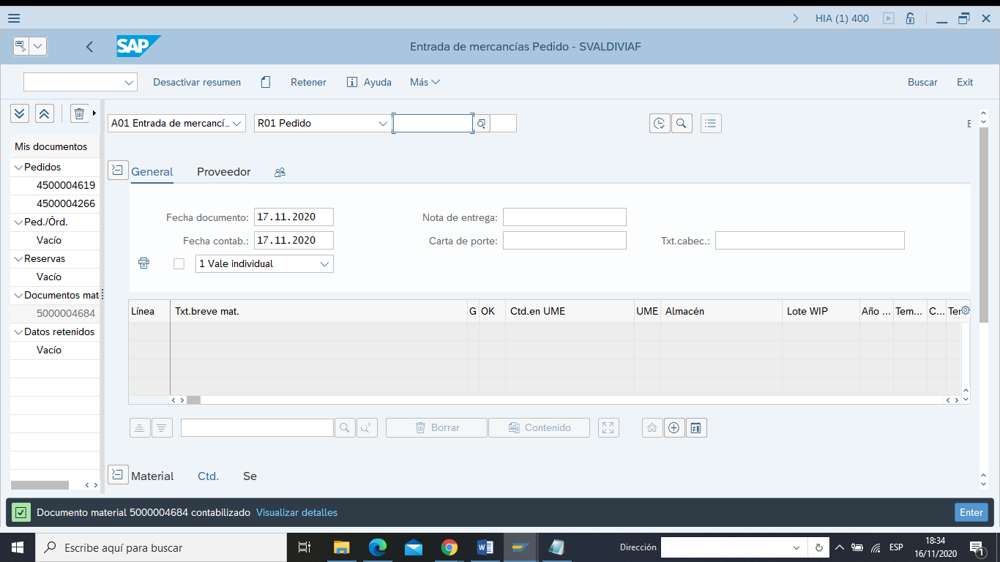 HIA (1) 400
SAP
Entrada de mercancías Pedido - SVALDIVIAF
Desactivar resumen
Retener
Ayuda
Más
Buscar
Exit
A01 Entrada de mercancí...
R01 Pedido
Mis documentos
Pedidos
4500004619
4500004266
Ped./Órd.
Vacío
Reservas
Vacío
Documentos mat
5000004684
Datos retenidos
Vacío
General
Proveedor
Fecha documento: 17.11.2020
Nota de entrega:
Fecha contab.: 17.11.2020
Carta de porte:
Txt.cabec.:
1 Vale individual
Línea
Txt.breve mat.
G
OK
Ctd.en UME
UME
Almacén
Lote WIP
Año ...
Tem...
C...
Ter
Borrar
Contenido
Material
Ctd.
Se
Documento material 5000004684 contabilizado
Visualizar detalles
Enter
Escribe aquí para buscar
Dirección
ESP
18:34
16/11/2020
1